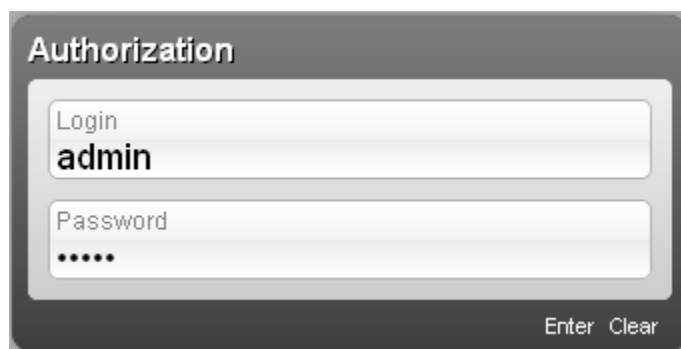 Authorization
Login
admin
Password
•••••
Enter Clear